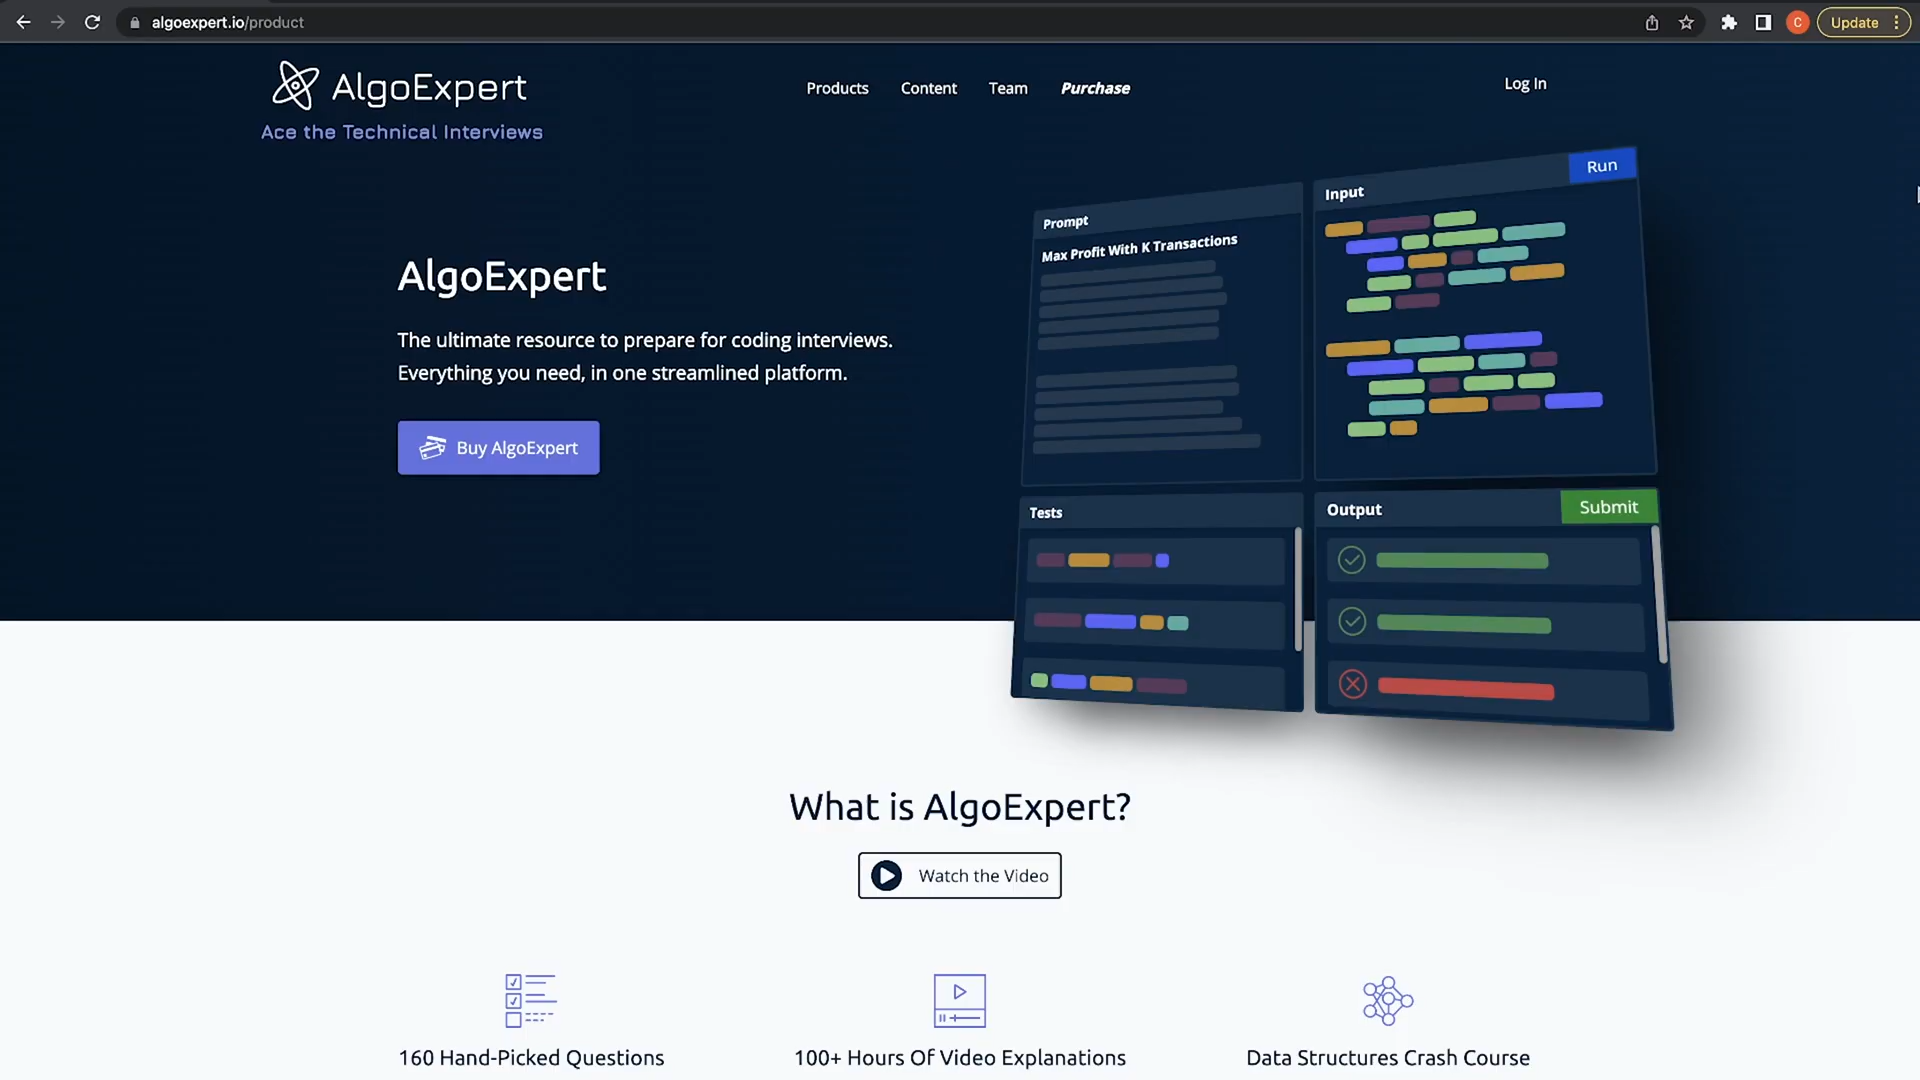 algoexpert.io/product
C
Update
AlgoExpert
Ace the Technical Interviews
Products
Content
Team
Purchase
Log In
AlgoExpert
The ultimate resource to prepare for coding interviews.
Everything you need, in one streamlined platform.
Buy AlgoExpert
Prompt
Max Profit With K Transactions
Input
Run
Tests
Output
Submit
What is AlgoExpert?
Watch the Video
160 Hand-Picked Questions
100+ Hours Of Video Explanations
Data Structures Crash Course